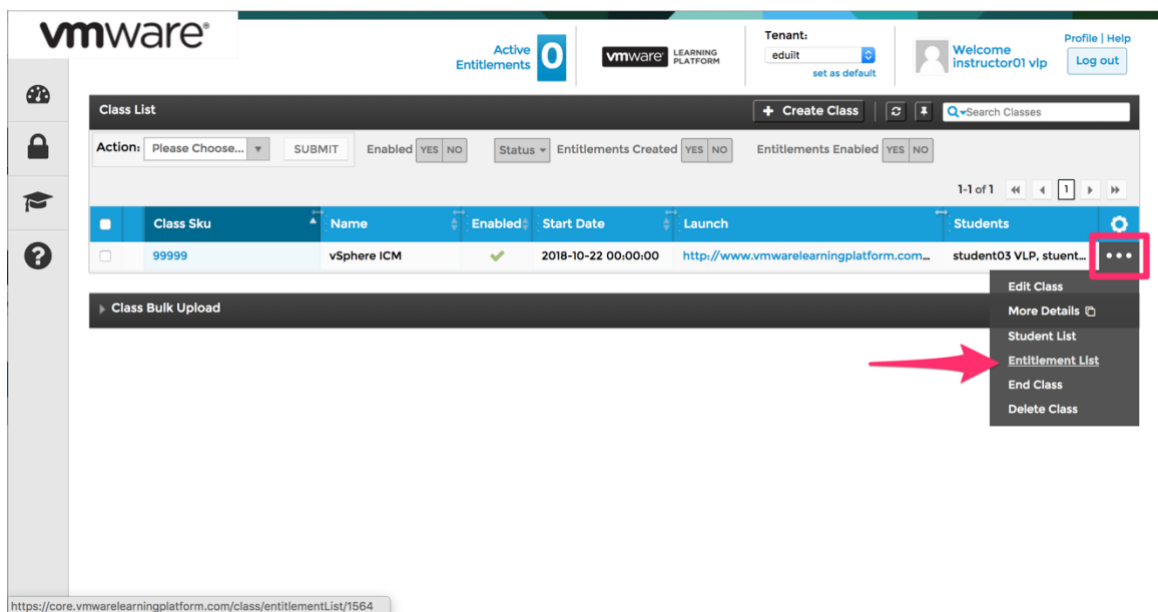 vmware®
Active Entitlements 0
vmware® LEARNING PLATFORM
Tenant:
eduilt
set as default
Welcome
instructor01 vlp
Profile | Help
Log out
Class List
+ Create Class
Search Classes
Action: Please Choose... SUBMIT Enabled YES NO Status Entitlements Created YES NO Entitlements Enabled YES NO
1-1 of 1 1
Class Sku Name Enabled Start Date Launch Students
99999 vSphere ICM 2018-10-22 00:00:00 http://www.vmwarelearningplatform.com... student03 VLP, stuent...
Edit Class
Class Bulk Upload
More Details
Student List
Entitlement List
End Class
Delete Class
https://core.vmwarelearningplatform.com/class/entitlementList/1564